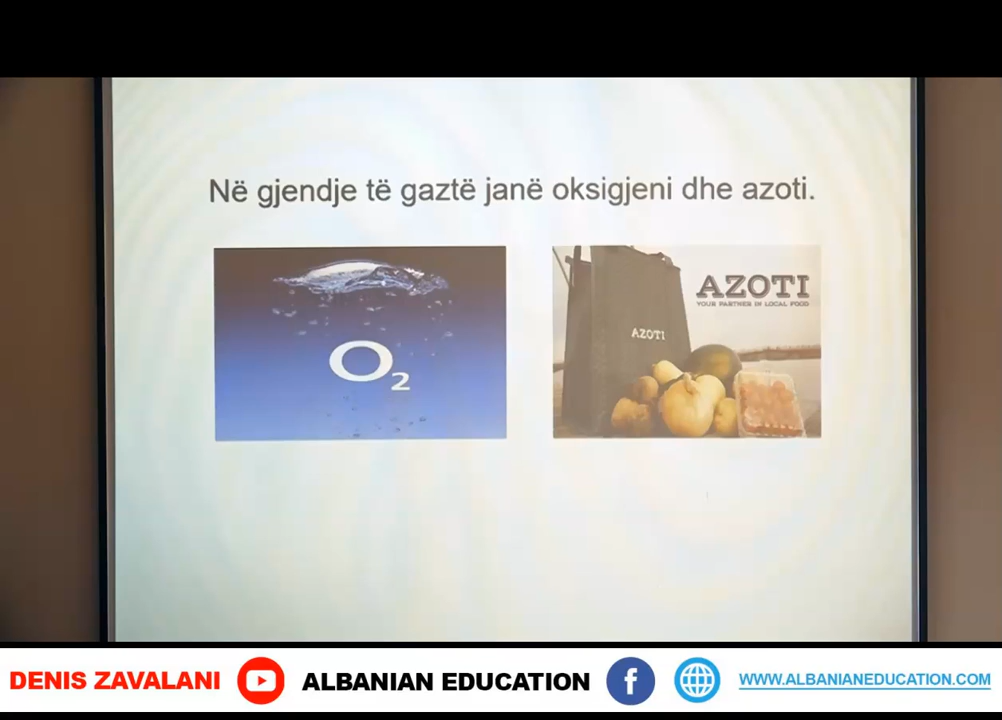 Në gjendje të gaztë janë oksigjeni dhe azoti.
O2
AZOTI
YOUR PARTNER IN LOCAL FOOD
AZOTI
DENIS ZAVALANI
ALBANIAN EDUCATION
f
WWW.ALBANIANEDUCATION.COM